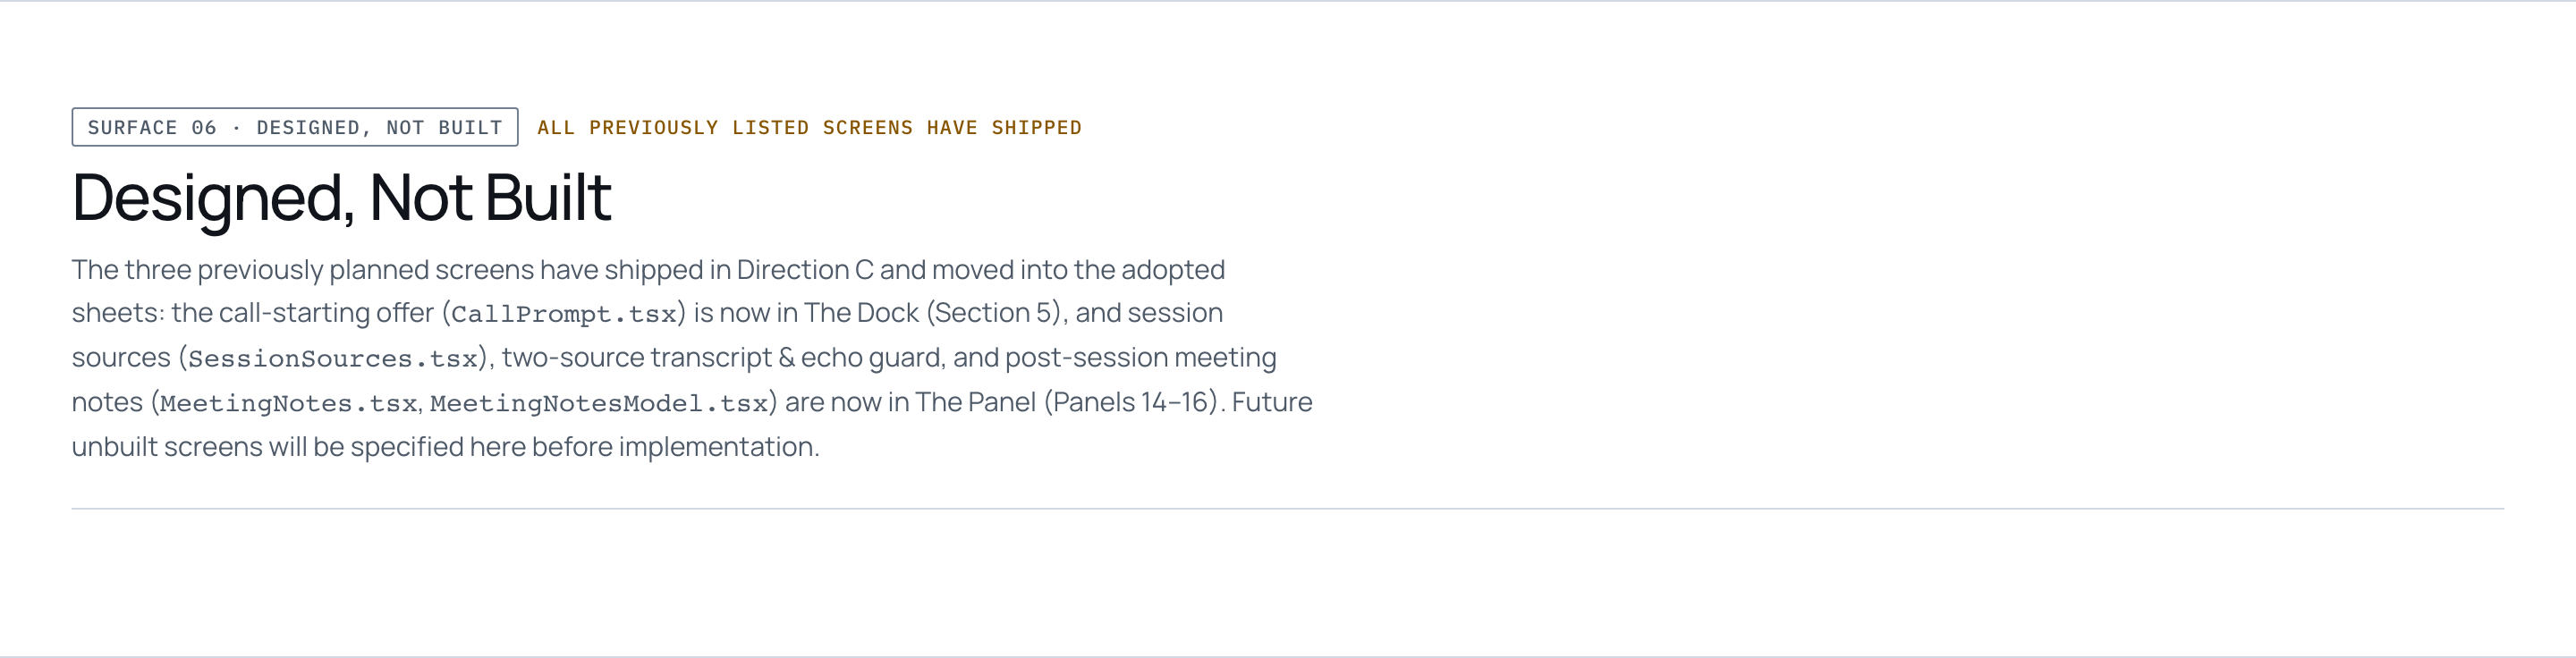 SURFACE 06 · DESIGNED, NOT BUILT ALL PREVIOUSLY LISTED SCREENS HAVE SHIPPED
Designed, Not Built
The three previously planned screens have shipped in Direction C and moved into the adopted
sheets: the call-starting offer (CallPrompt.tsx) is now in The Dock (Section 5), and session
sources (SessionSources.tsx), two-source transcript & echo guard, and post-session meeting
notes (MeetingNotes.tsx, MeetingNotesModel.tsx) are now in The Panel (Panels 14–16). Future
unbuilt screens will be specified here before implementation.